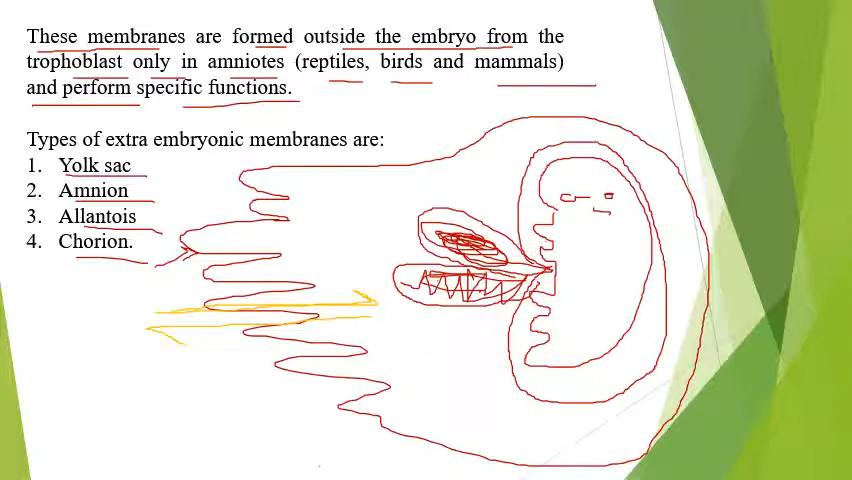 These membranes are formed outside the embryo from the
trophoblast only in amniotes (reptiles, birds and mammals)
and perform specific functions.
Types of extra embryonic membranes are:
1. Yolk sac
2. Amnion
3. Allantois
4. Chorion.